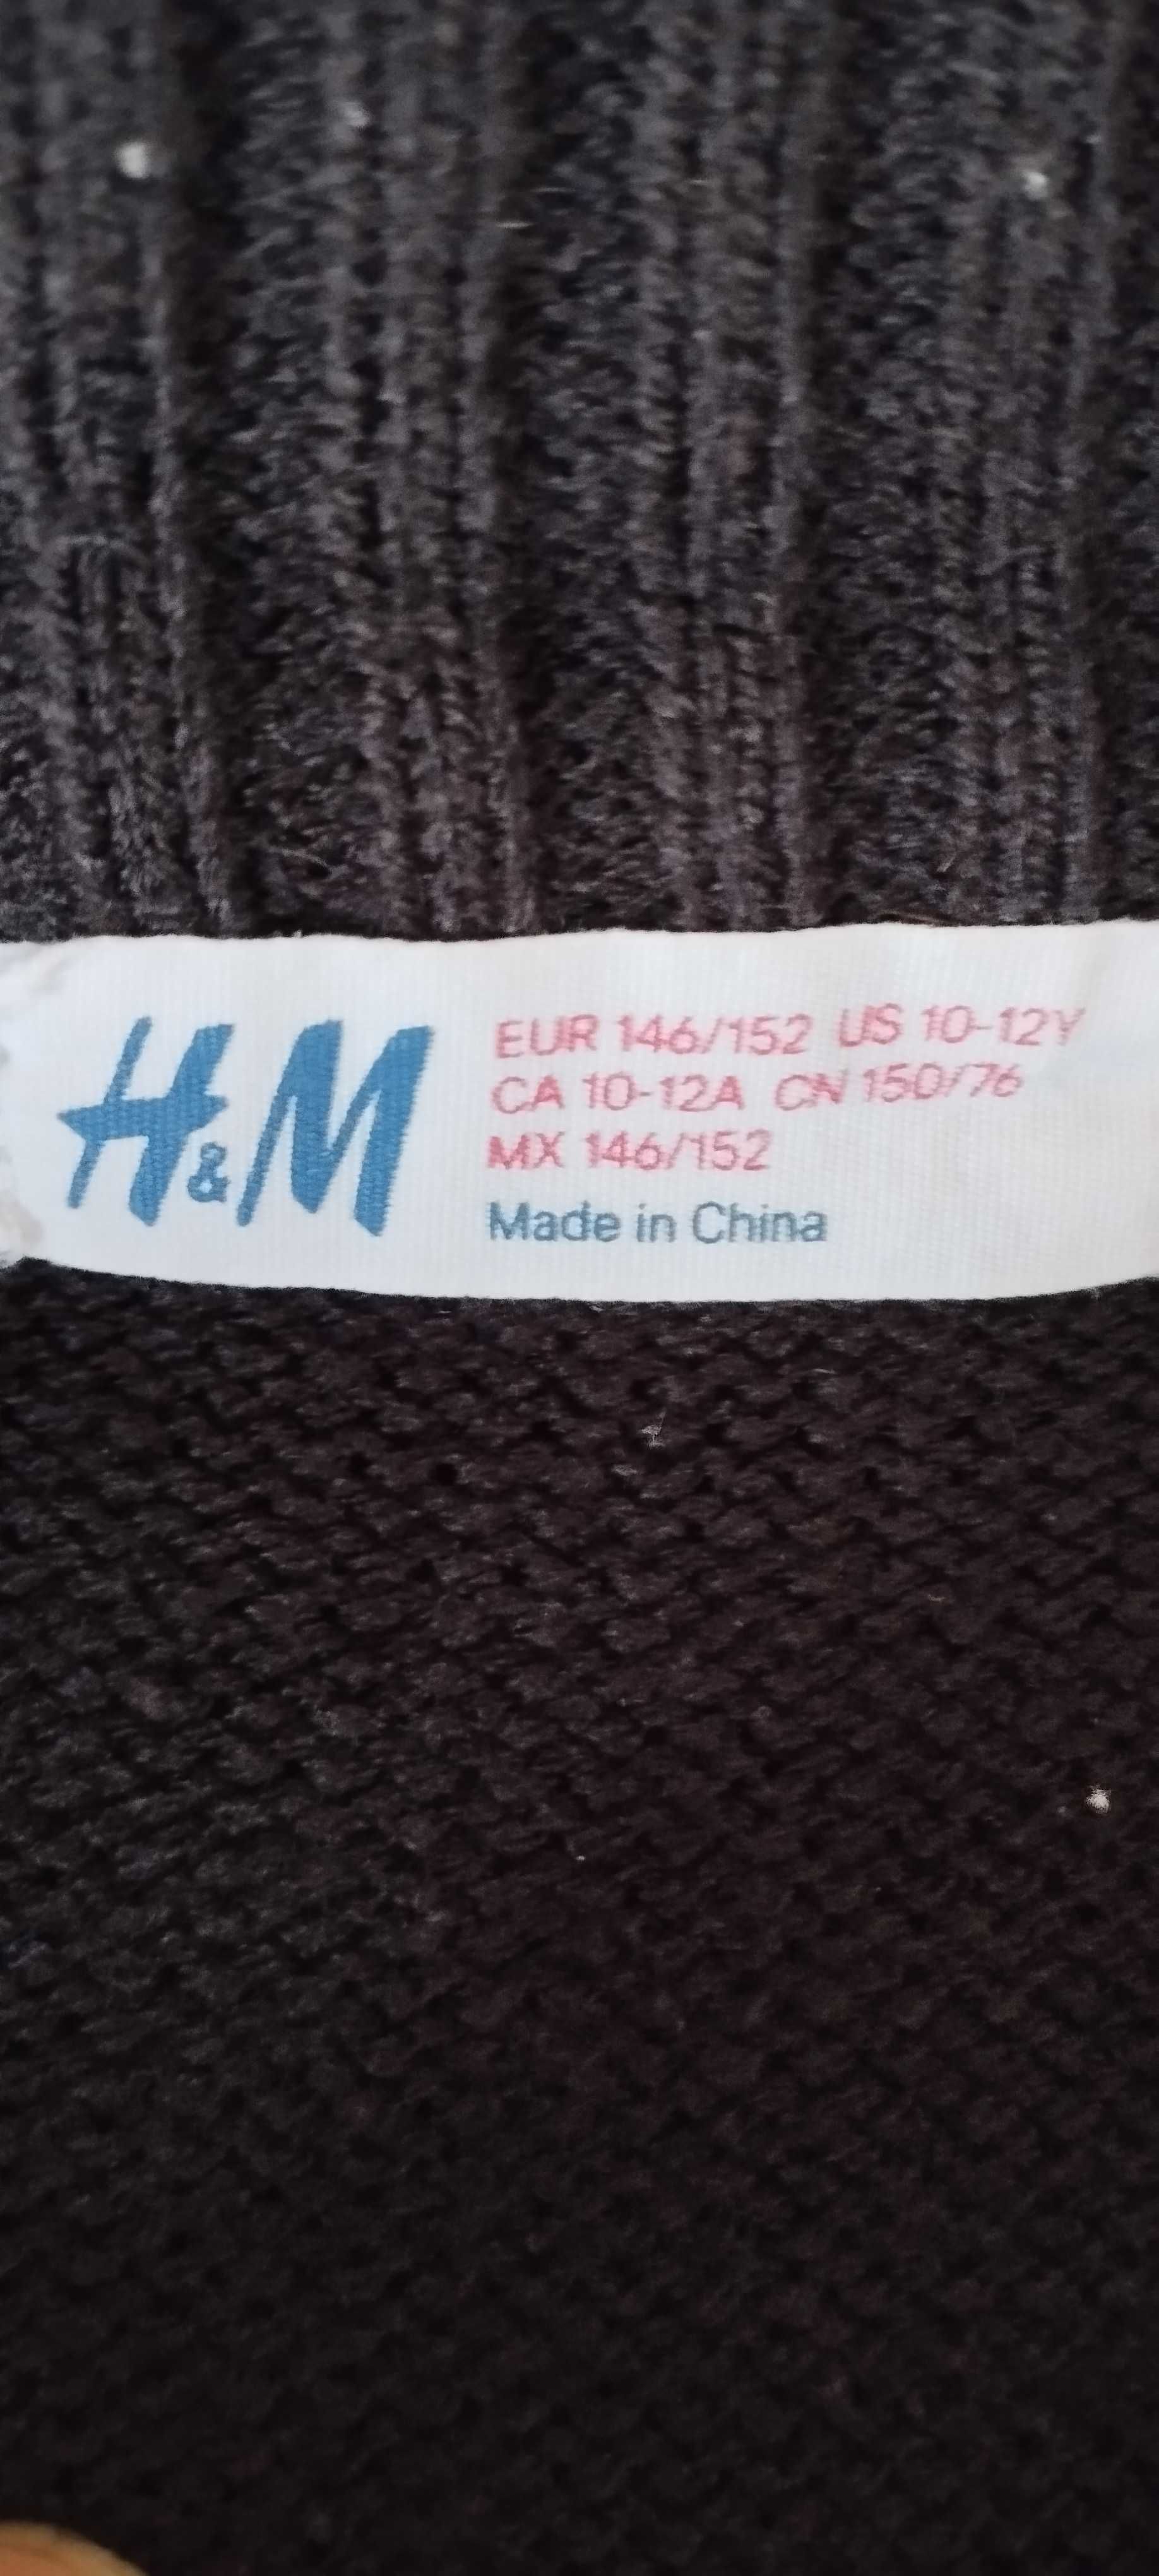 H&M
EUR 146/152 US 10-12Y
CA 10-12A CN 150/76
MX 146/152
Made in China